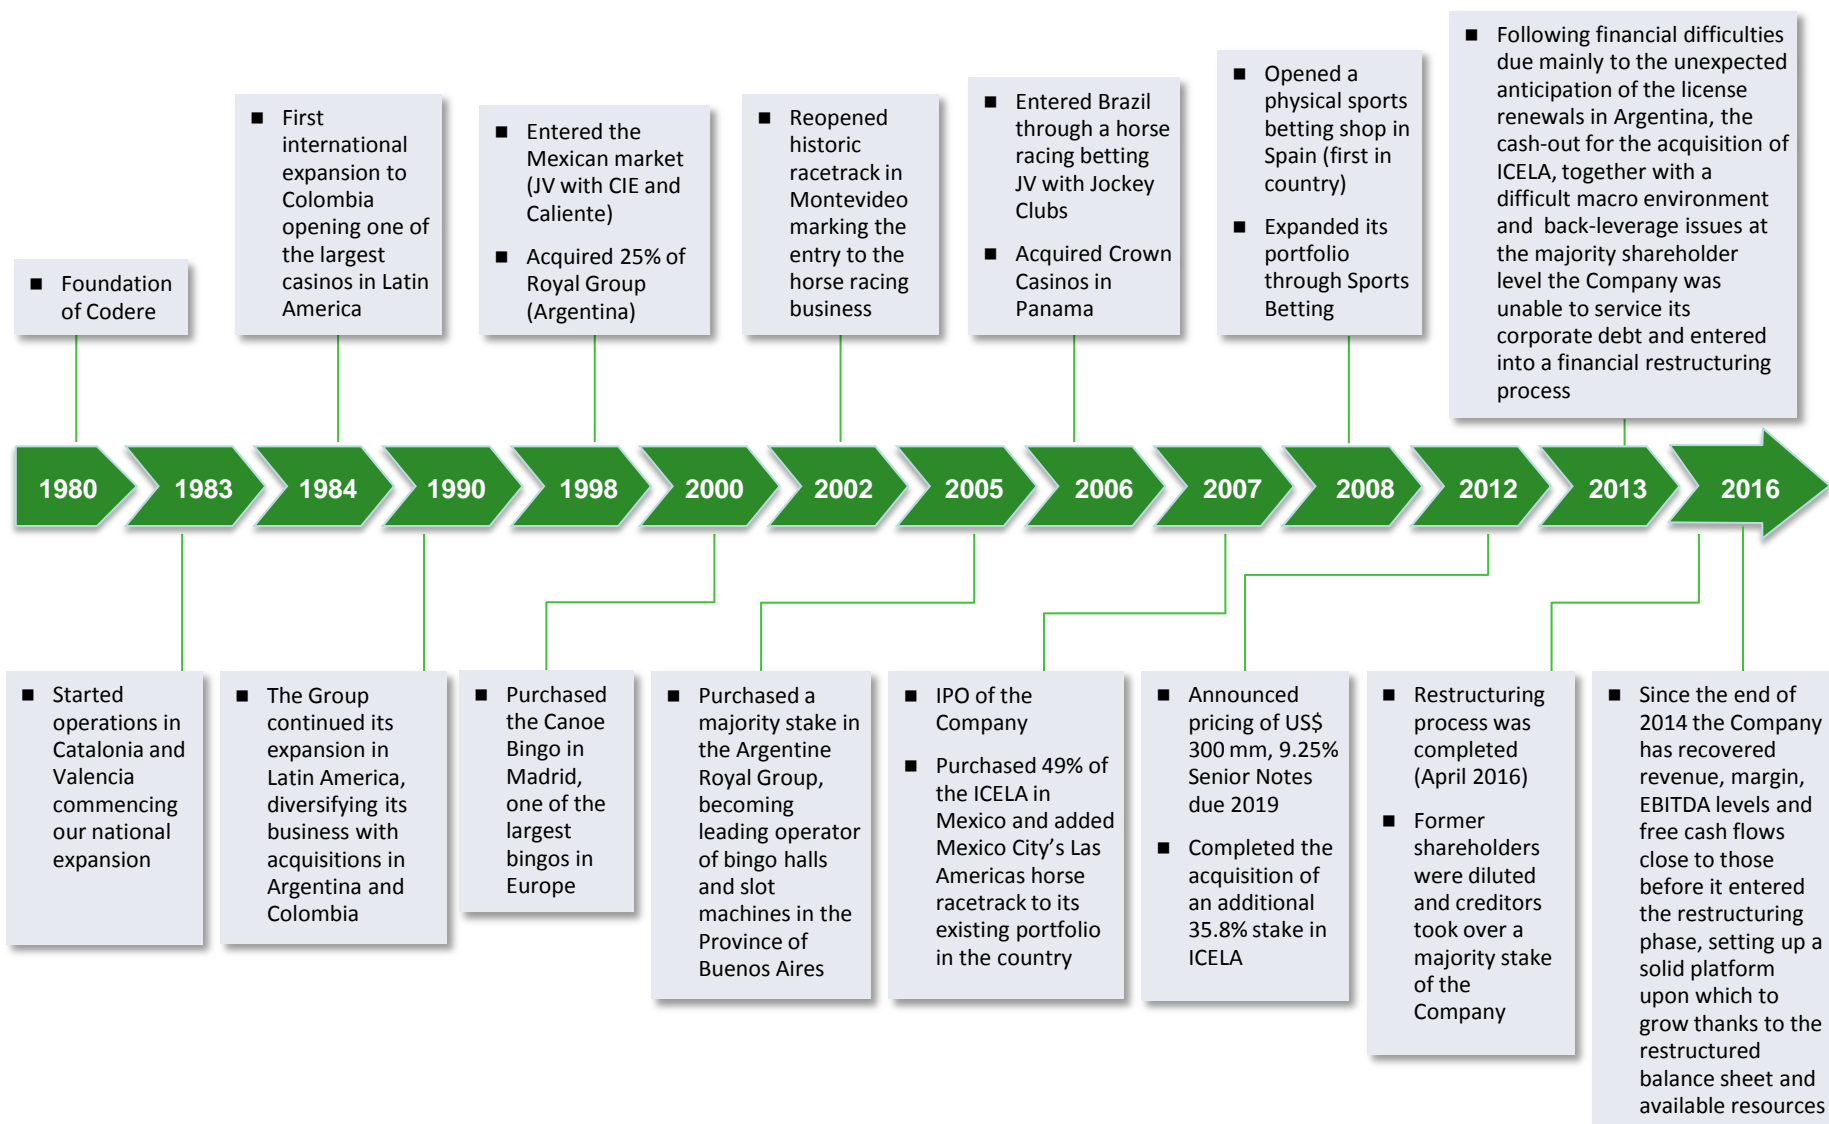 ■ Foundation
of Codere
■ First
international
expansion to
Colombia
opening one of
the largest
casinos in Latin
America
■ Entered the
Mexican market
(JV with CIE and
Caliente)
■ Acquired 25% of
Royal Group
(Argentina)
■ Reopened
historic
racetrack in
Montevideo
marking the
entry to the
horse racing
business
■ Entered Brazil
through a horse
racing betting
JV with Jockey
Clubs
■ Acquired Crown
Casinos in
Panama
■ Opened a
physical sports
betting shop in
Spain (first in
country)
■ Expanded its
portfolio
through Sports
Betting
■ Following financial difficulties
due mainly to the unexpected
anticipation of the license
renewals in Argentina, the
cash-out for the acquisition of
ICELA, together with a
difficult macro environment
and back-leverage issues at
the majority shareholder
level the Company was
unable to service its
corporate debt and entered
into a financial restructuring
process
1980 1983 1984 1990 1998 2000 2002 2005 2006 2007 2008 2012 2013 2016
■ Started
operations in
Catalonia and
Valencia
commencing
our national
expansion
■ The Group
continued its
expansion in
Latin America,
diversifying its
business with
acquisitions in
Argentina and
Colombia
■ Purchased
the Canoe
Bingo in
Madrid,
one of the
largest
bingos in
Europe
■ Purchased a
majority stake in
the Argentine
Royal Group,
becoming
leading operator
of bingo halls
and slot
machines in the
Province of
Buenos Aires
■ IPO of the
Company
■ Purchased 49% of
the ICELA in
Mexico and added
Mexico City’s Las
Americas horse
racetrack to its
existing portfolio
in the country
■ Announced
pricing of US$
300 mm, 9.25%
Senior Notes
due 2019
■ Completed the
acquisition of
an additional
35.8% stake in
ICELA
■ Restructuring
process was
completed
(April 2016)
■ Former
shareholders
were diluted
and creditors
took over a
majority stake
of the
Company
■ Since the end of
2014 the Company
has recovered
revenue, margin,
EBITDA levels and
free cash flows
close to those
before it entered
the restructuring
phase, setting up a
solid platform
upon which to
grow thanks to the
restructured
balance sheet and
available resources